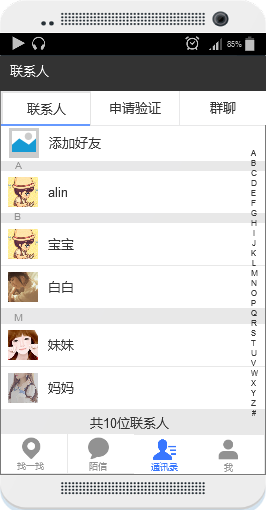 85%
联系人
联系人 申请验证 群聊
添加好友
A
alin
B
宝宝
白白
M
妹妹
妈妈
共10位联系人
A
B
C
D
E
F
G
H
I
J
K
L
M
N
O
P
Q
R
S
T
U
V
W
X
Y
Z
#
找一找 陌信 通讯录 我